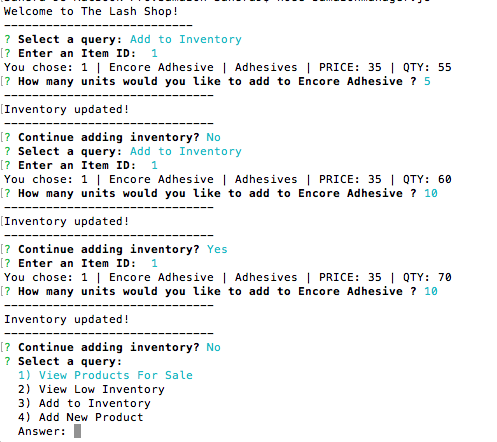 Welcome to The Lash Shop!
---------------------------
? Select a query: Add to Inventory
[? Enter an Item ID:  1
You chose: 1 | Encore Adhesive | Adhesives | PRICE: 35 | QTY: 55
[? How many units would you like to add to Encore Adhesive ? 5
------------------------------
[Inventory updated!
------------------------------
[? Continue adding inventory? No
? Select a query: Add to Inventory
[? Enter an Item ID:  1
You chose: 1 | Encore Adhesive | Adhesives | PRICE: 35 | QTY: 60
[? How many units would you like to add to Encore Adhesive ? 10
------------------------------
[Inventory updated!
------------------------------
[? Continue adding inventory? Yes
[? Enter an Item ID:  1
You chose: 1 | Encore Adhesive | Adhesives | PRICE: 35 | QTY: 70
[? How many units would you like to add to Encore Adhesive ? 10
------------------------------
Inventory updated!
------------------------------
[? Continue adding inventory? No
? Select a query:
1) View Products For Sale
2) View Low Inventory
3) Add to Inventory
4) Add New Product
Answer: